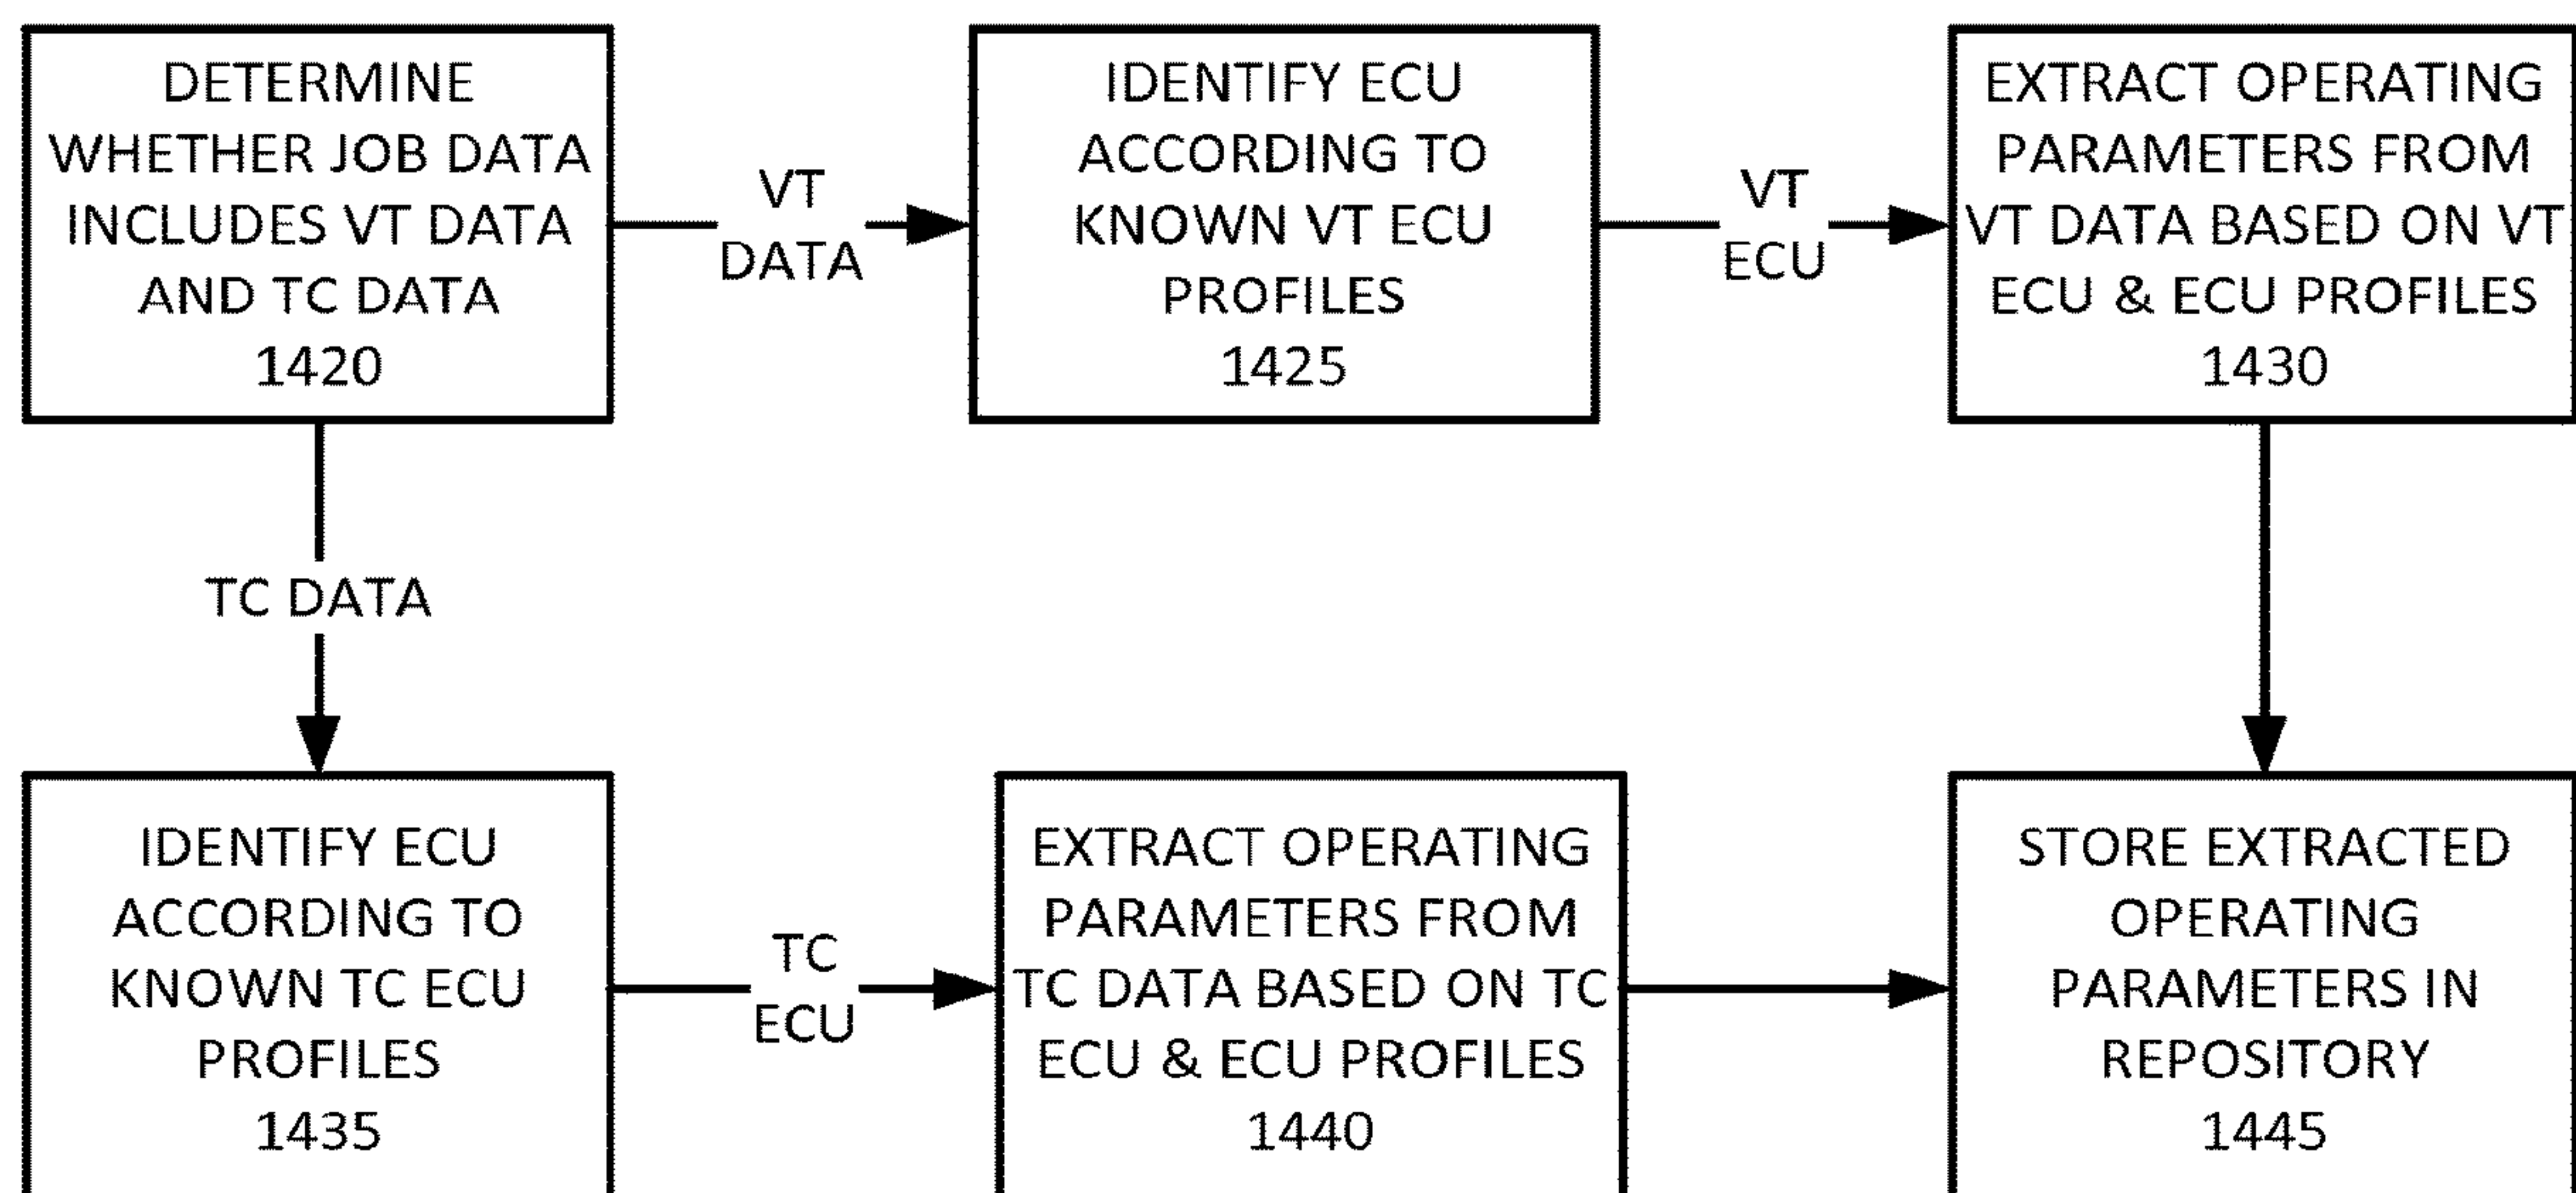 DETERMINE
WHETHER JOB DATA
INCLUDES VT DATA
AND TC DATA
1420
VT
DATA
IDENTIFY ECU
ACCORDING TO
KNOWN VT ECU
PROFILES
1425
VT
ECU
EXTRACT OPERATING
PARAMETERS FROM
VT DATA BASED ON VT
ECU & ECU PROFILES
1430
TC DATA
IDENTIFY ECU
ACCORDING TO
KNOWN TC ECU
PROFILES
1435
TC
ECU
EXTRACT OPERATING
PARAMETERS FROM
TC DATA BASED ON TC
ECU & ECU PROFILES
1440
STORE EXTRACTED
OPERATING
PARAMETERS IN
REPOSITORY
1445